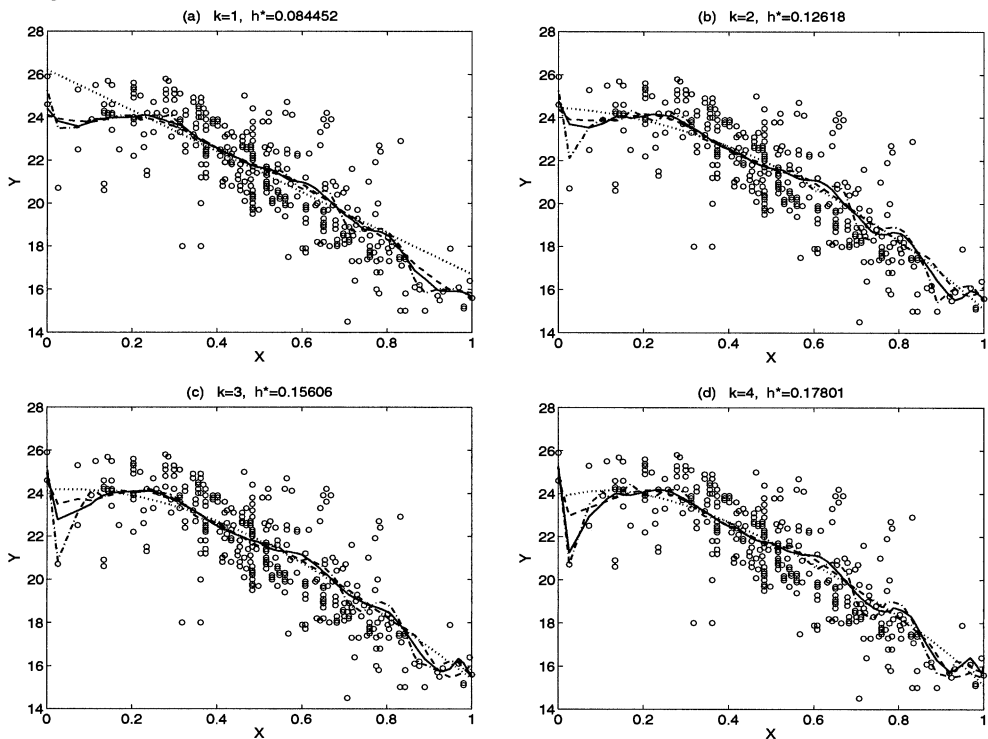 (a) k=1, h*=0.084452
28
26
24
22
20
18
16
14
Y
0 0.2 0.4 0.6 0.8 1
X
(b) k=2, h*=0.12618
28
26
24
22
20
18
16
14
Y
0 0.2 0.4 0.6 0.8 1
X
(c) k=3, h*=0.15606
28
26
24
22
20
18
16
14
Y
0 0.2 0.4 0.6 0.8 1
X
(d) k=4, h*=0.17801
28
26
24
22
20
18
16
14
Y
0 0.2 0.4 0.6 0.8 1
X